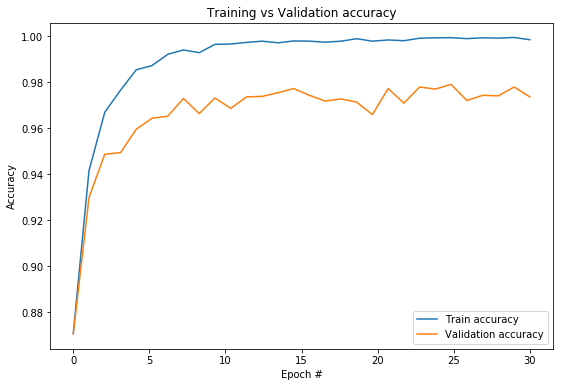 Training vs Validation accuracy
1.00
0.98
0.96
0.94
0.92
0.90
0.88
Accuracy
0 5 10 15 20 25 30
Epoch #
Train accuracy
Validation accuracy